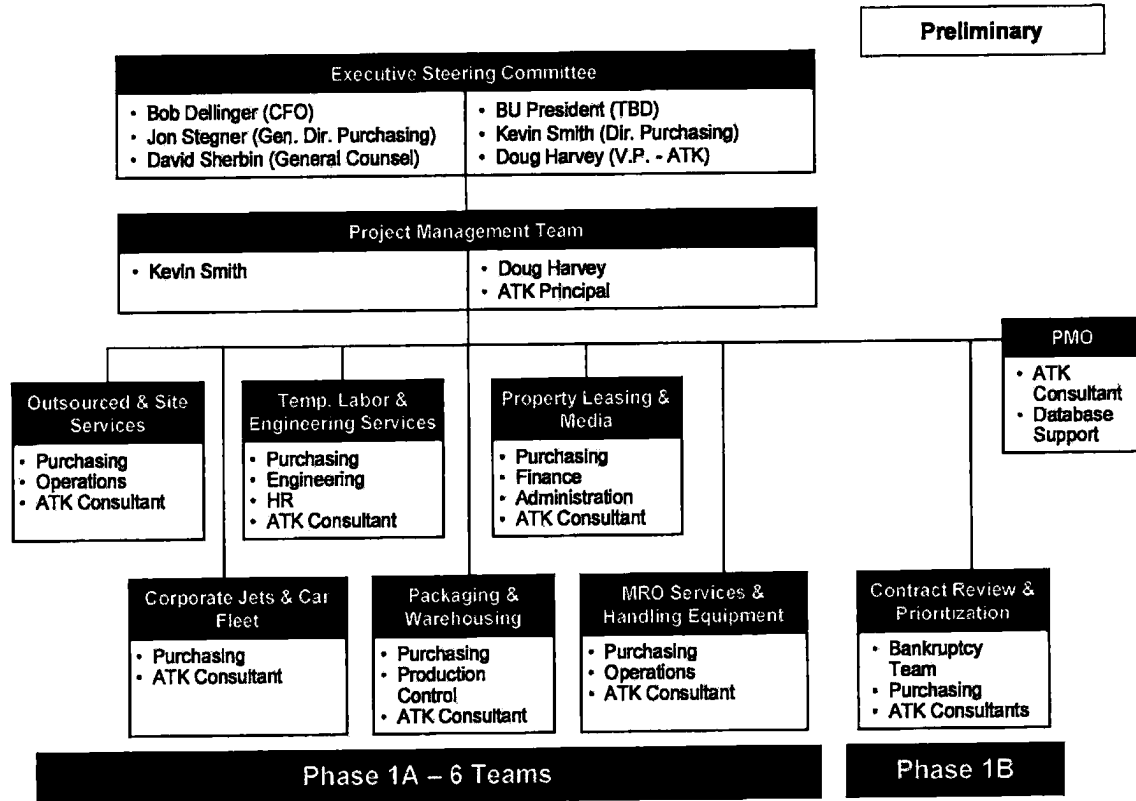 Preliminary
Executive Steering Committee
• Bob Dellinger (CFO)
• Jon Stegner (Gen. Dir. Purchasing)
• David Sherbin (General Counsel)
• BU President (TBD)
• Kevin Smith (Dir. Purchasing)
• Doug Harvey (V.P. - ATK)
Project Management Team
• Kevin Smith
• Doug Harvey
• ATK Principal
PMO
• ATK
Consultant
• Database
Support
Outsourced & Site
Services
• Purchasing
• Operations
• ATK Consultant
Temp. Labor &
Engineering Services
• Purchasing
• Engineering
• HR
• ATK Consultant
Property Leasing &
Media
• Purchasing
• Finance
• Administration
• ATK Consultant
Corporate Jets & Car
Fleet
• Purchasing
• ATK Consultant
Packaging &
Warehousing
• Purchasing
• Production
Control
• ATK Consultant
MRO Services &
Handling Equipment
• Purchasing
• Operations
• ATK Consultant
Contract Review &
Prioritization
• Bankruptcy
Team
• Purchasing
• ATK Consultants
Phase 1A – 6 Teams
Phase 1B